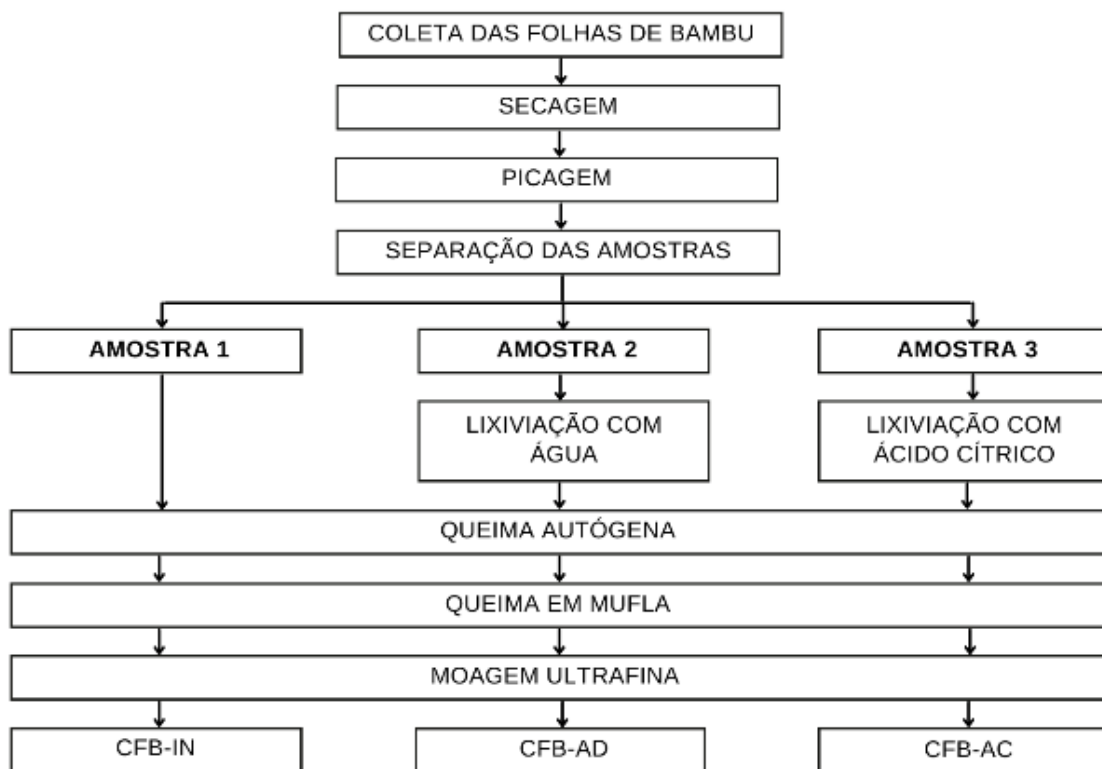 COLETA DAS FOLHAS DE BAMBU
SECAGEM
PICAGEM
SEPARAÇÃO DAS AMOSTRAS
AMOSTRA 1
AMOSTRA 2
AMOSTRA 3
LIXIVIAÇÃO COM
ÁGUA
LIXIVIAÇÃO COM
ÁCIDO CÍTRICO
QUEIMA AUTÓGENA
QUEIMA EM MUFLA
MOAGEM ULTRAFINA
CFB-IN
CFB-AD
CFB-AC